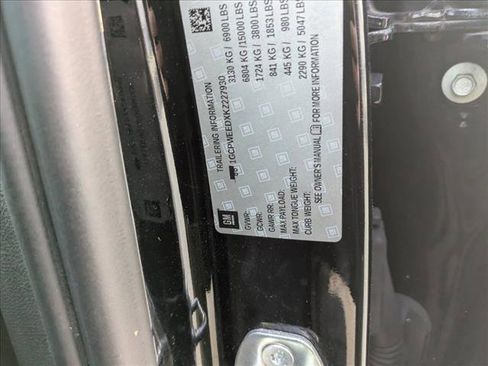 GM
TRAILERING INFORMATION
1GCPWEEDXKZ227930
GVWR: 3130 KG / 6900 LBS
GCWR: 6804 KG / 15000 LBS
GAWR RR: 1724 KG / 3800 LBS
MAX PAYLOAD: 841 KG / 1853 LBS
MAX TONGUE WEIGHT: 445 KG / 980 LBS
CURB WEIGHT: 2290 KG / 5047 LBS
SEE OWNER'S MANUAL FOR MORE INFORMATION